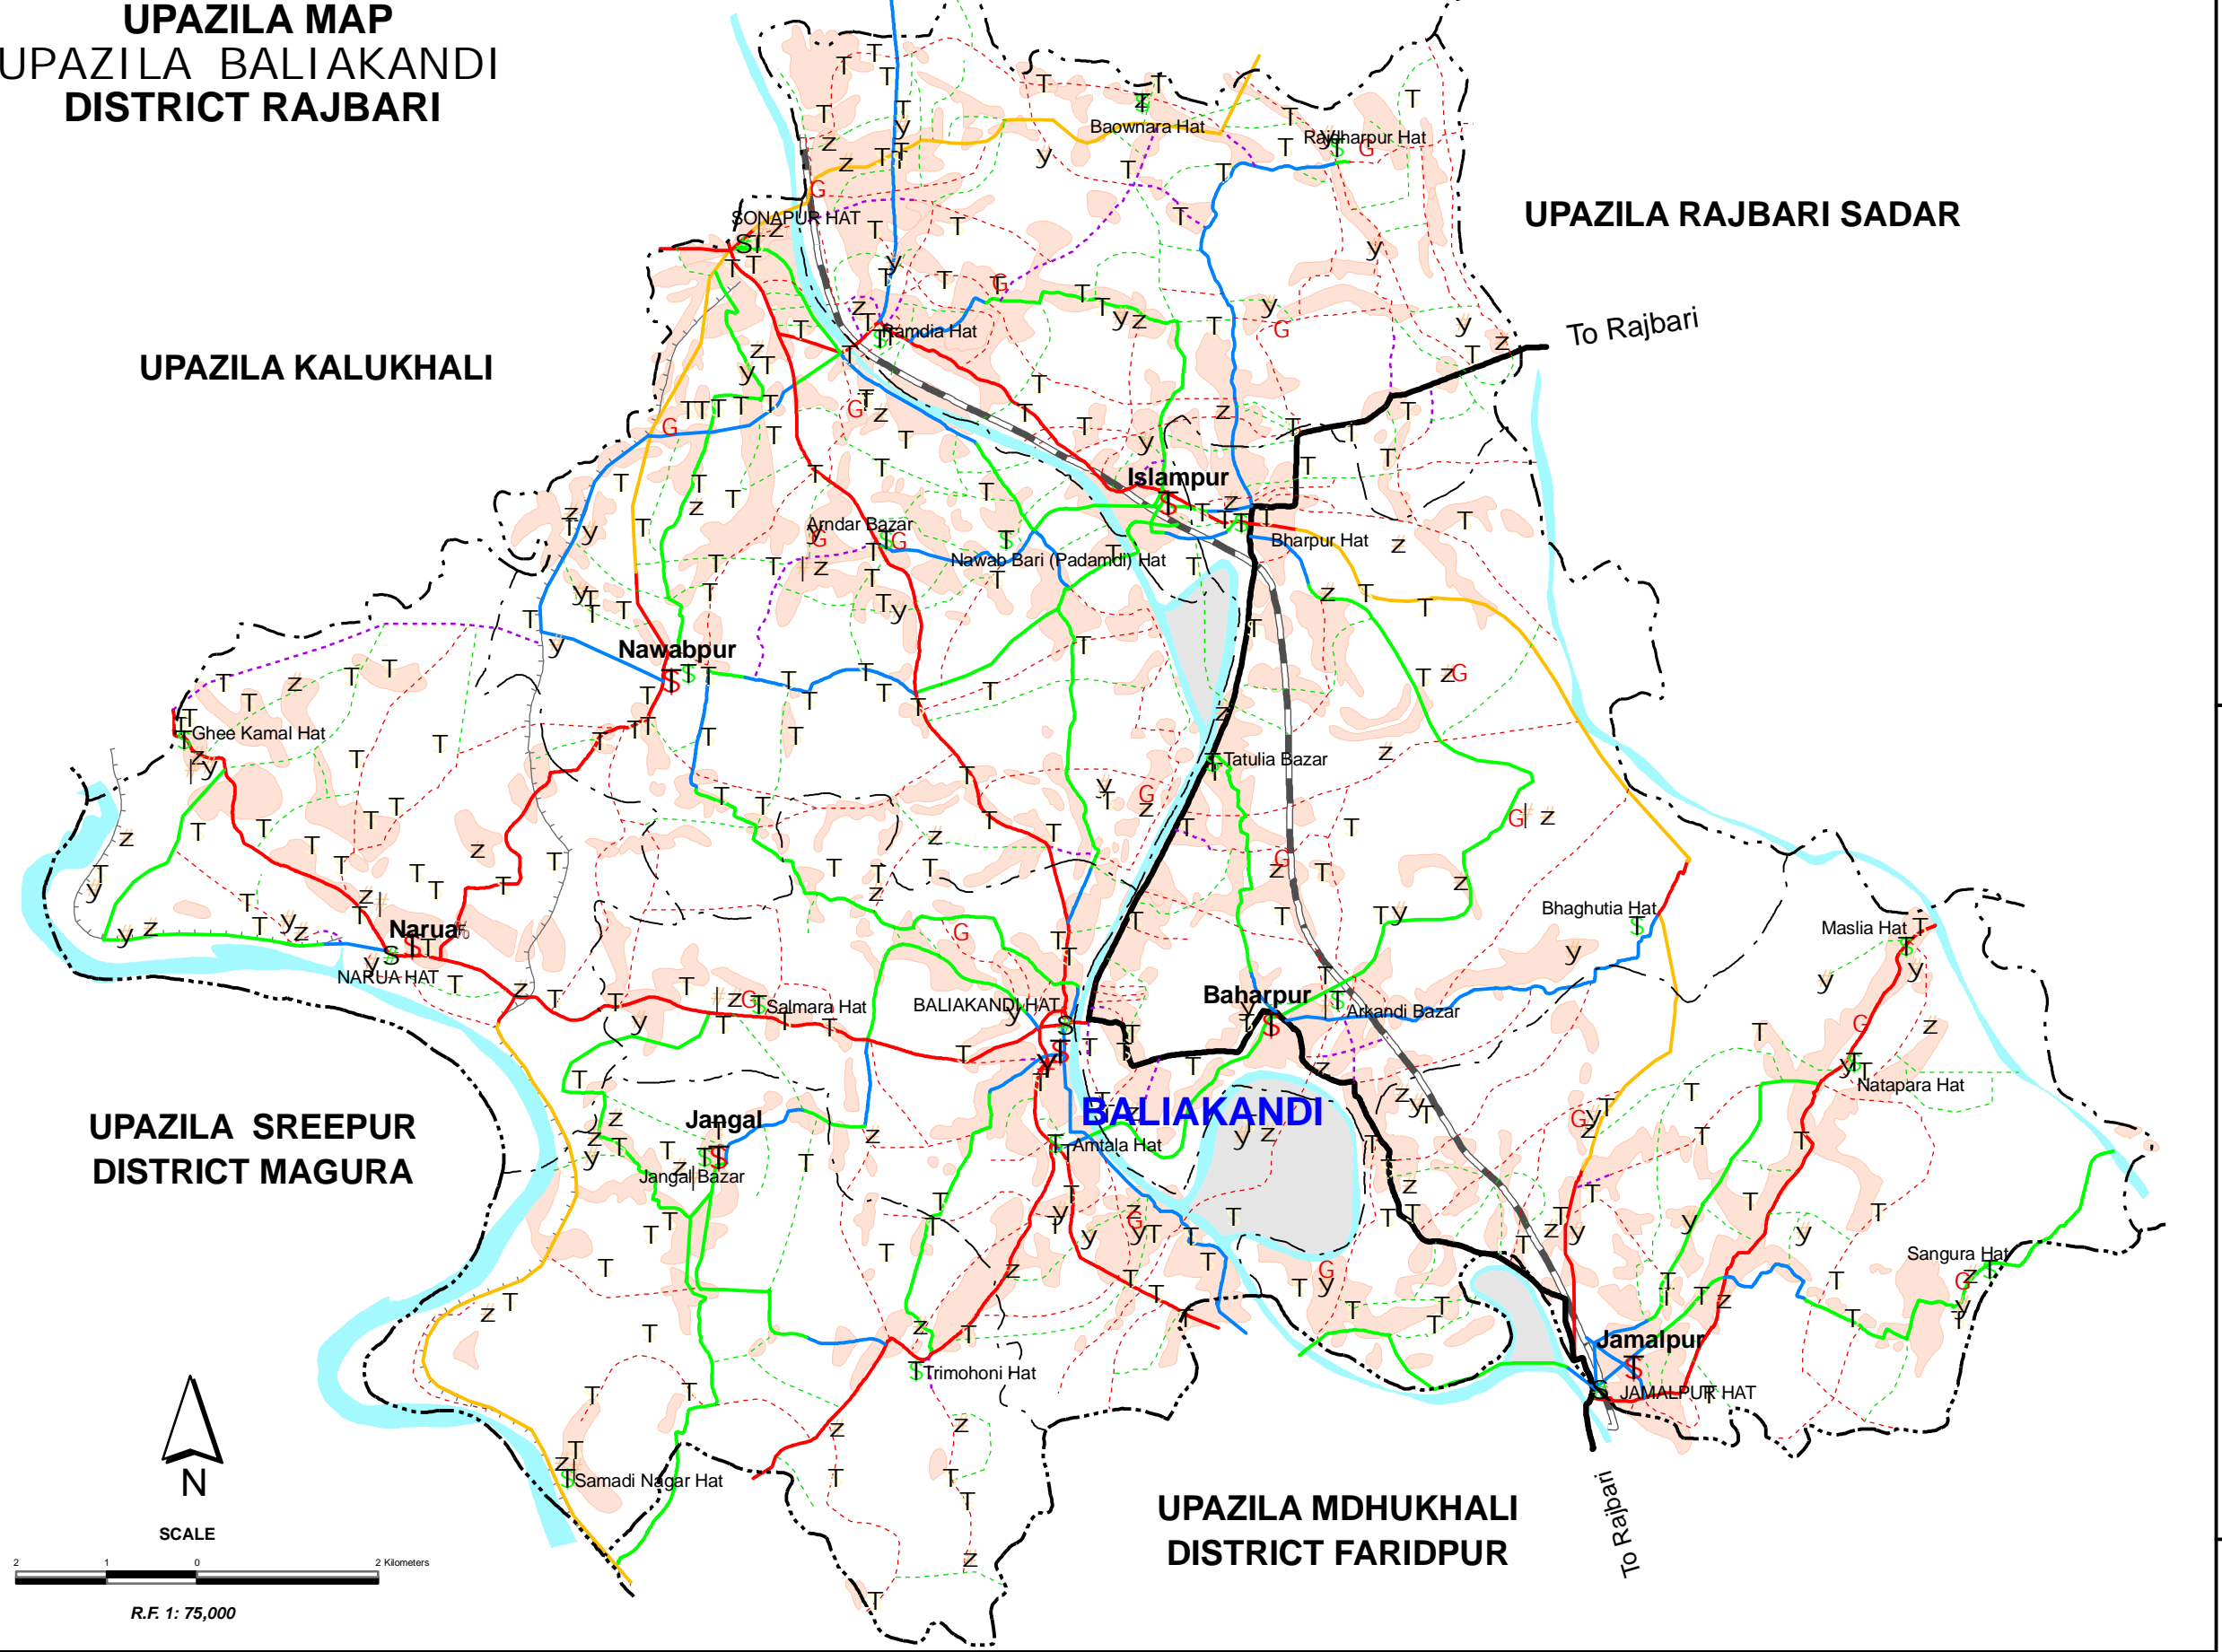 UPAZILA MAP
UPAZILA BALIAKANDI
DISTRICT RAJBARI
Baownara Hat
Rajdharpur Hat
SONAPUR HAT
UPAZILA RAJBARI SADAR
To Rajbari
Ramdia Hat
UPAZILA KALUKHALI
Islampur
Arndar Bazar
Bharpur Hat
Nawab Bari (Padamdi) Hat
Nawabpur
Ghee Kamal Hat
Tatulia Bazar
Bhaghutia Hat
Maslia Hat
Narua
NARUA HAT
Salmara Hat
BALIAKANDI HAT
Baharpur
Arkandi Bazar
Natapara Hat
BALIAKANDI
Jangal
Amtala Hat
Jangal Bazar
UPAZILA SREEPUR
DISTRICT MAGURA
Sangura Hat
Jamalpur
JAMALPUR HAT
Trimohoni Hat
Samadi Nagar Hat
N
SCALE
2 1 0 2 Kilometers
R.F. 1: 75,000
UPAZILA MDHUKHALI
DISTRICT FARIDPUR
To Rajbari